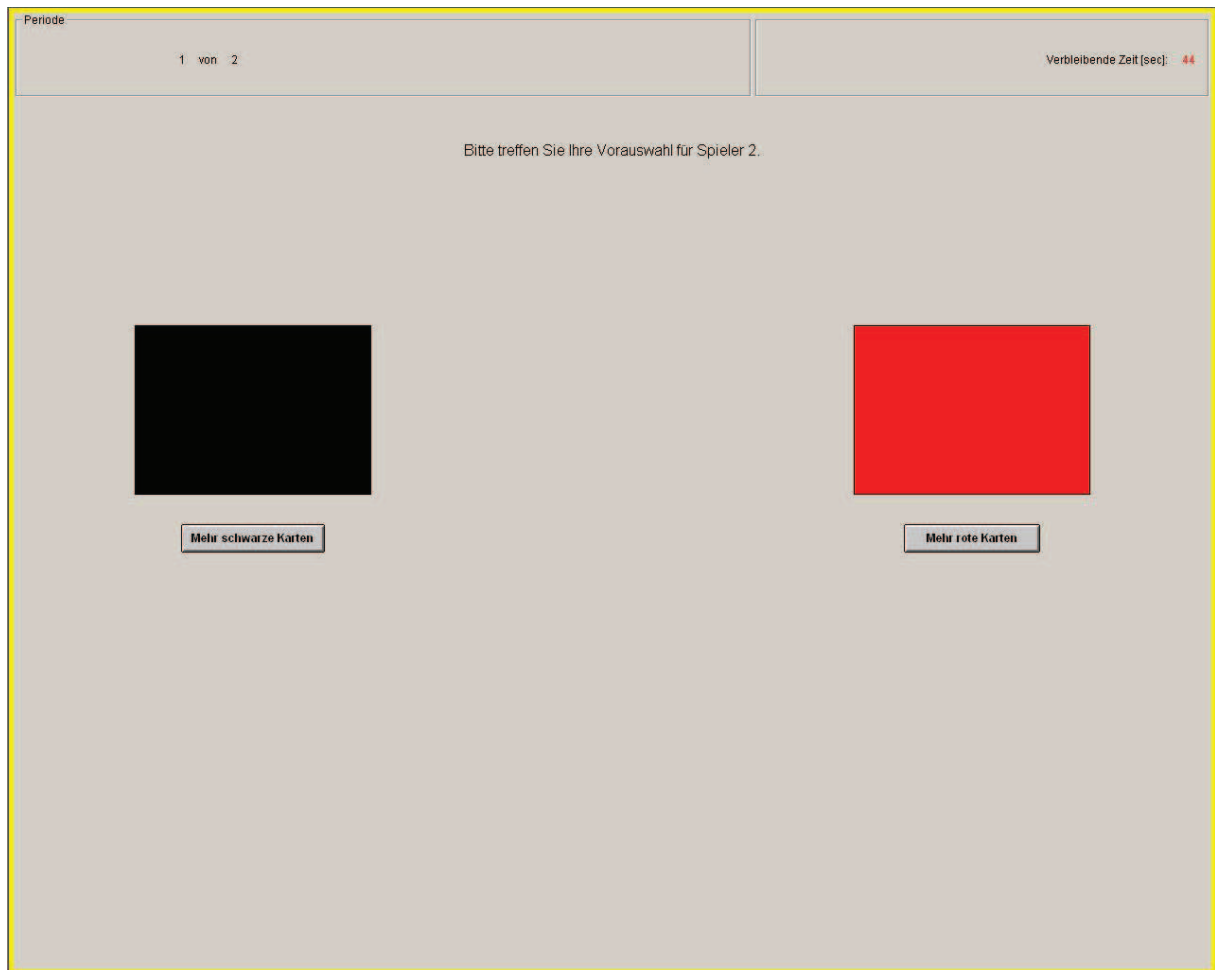 Periode
1 von 2
Verbleibende Zeit [sec]: 44
Bitte treffen Sie Ihre Vorauswahl für Spieler 2.
Mehr schwarze Karten
Mehr rote Karten